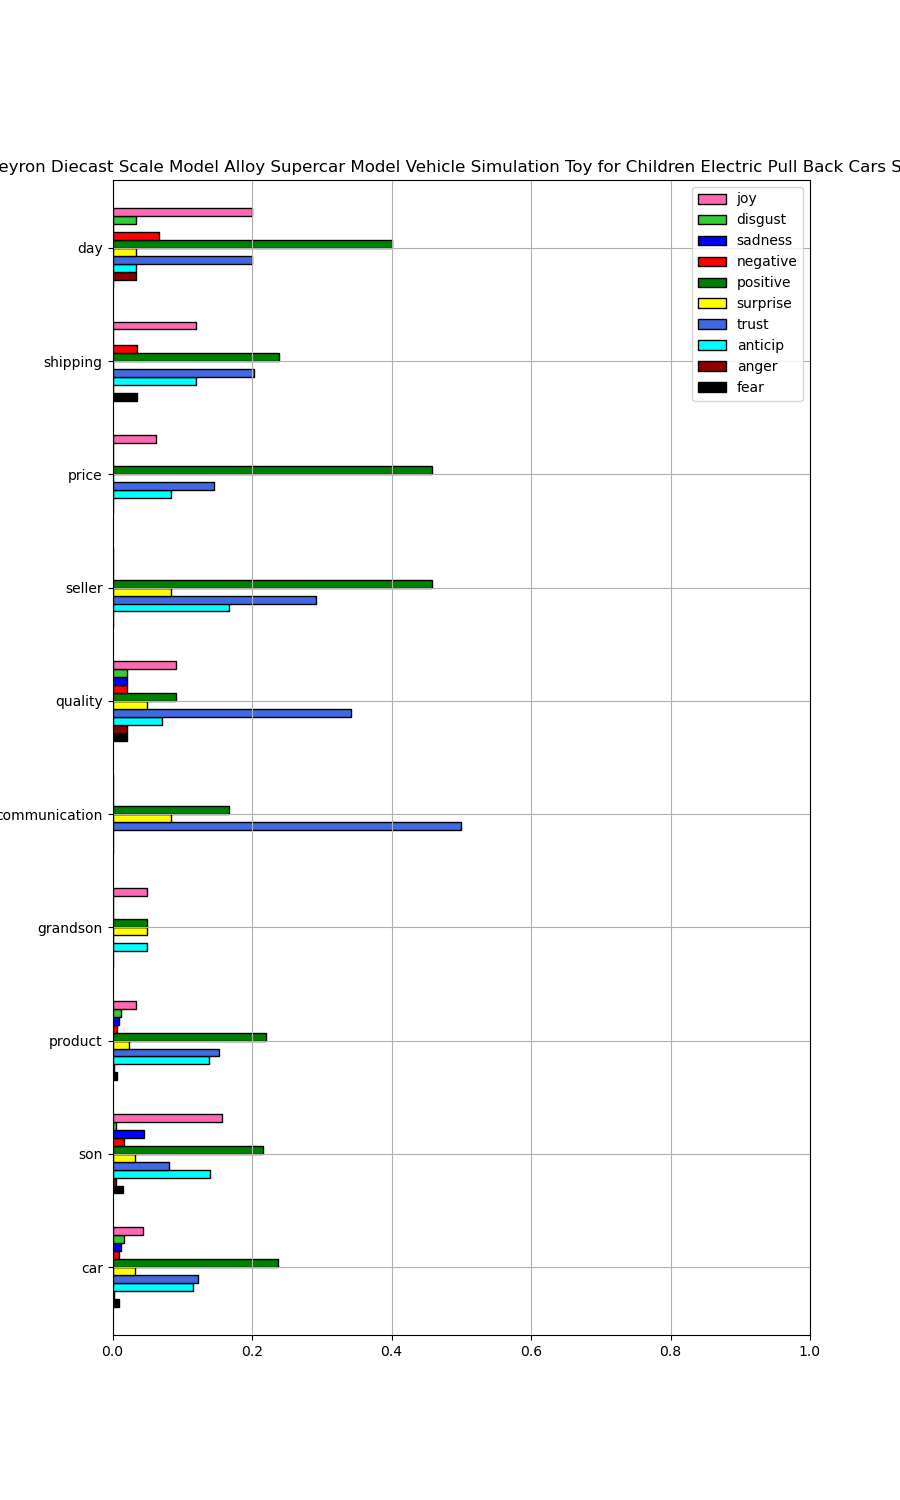 eyron Diecast Scale Model Alloy Supercar Model Vehicle Simulation Toy for Children Electric Pull Back Cars S
joy
disgust
sadness
negative
positive
surprise
trust
anticip
anger
fear
day
shipping
price
seller
quality
communication
grandson
product
son
car
0.0 0.2 0.4 0.6 0.8 1.0